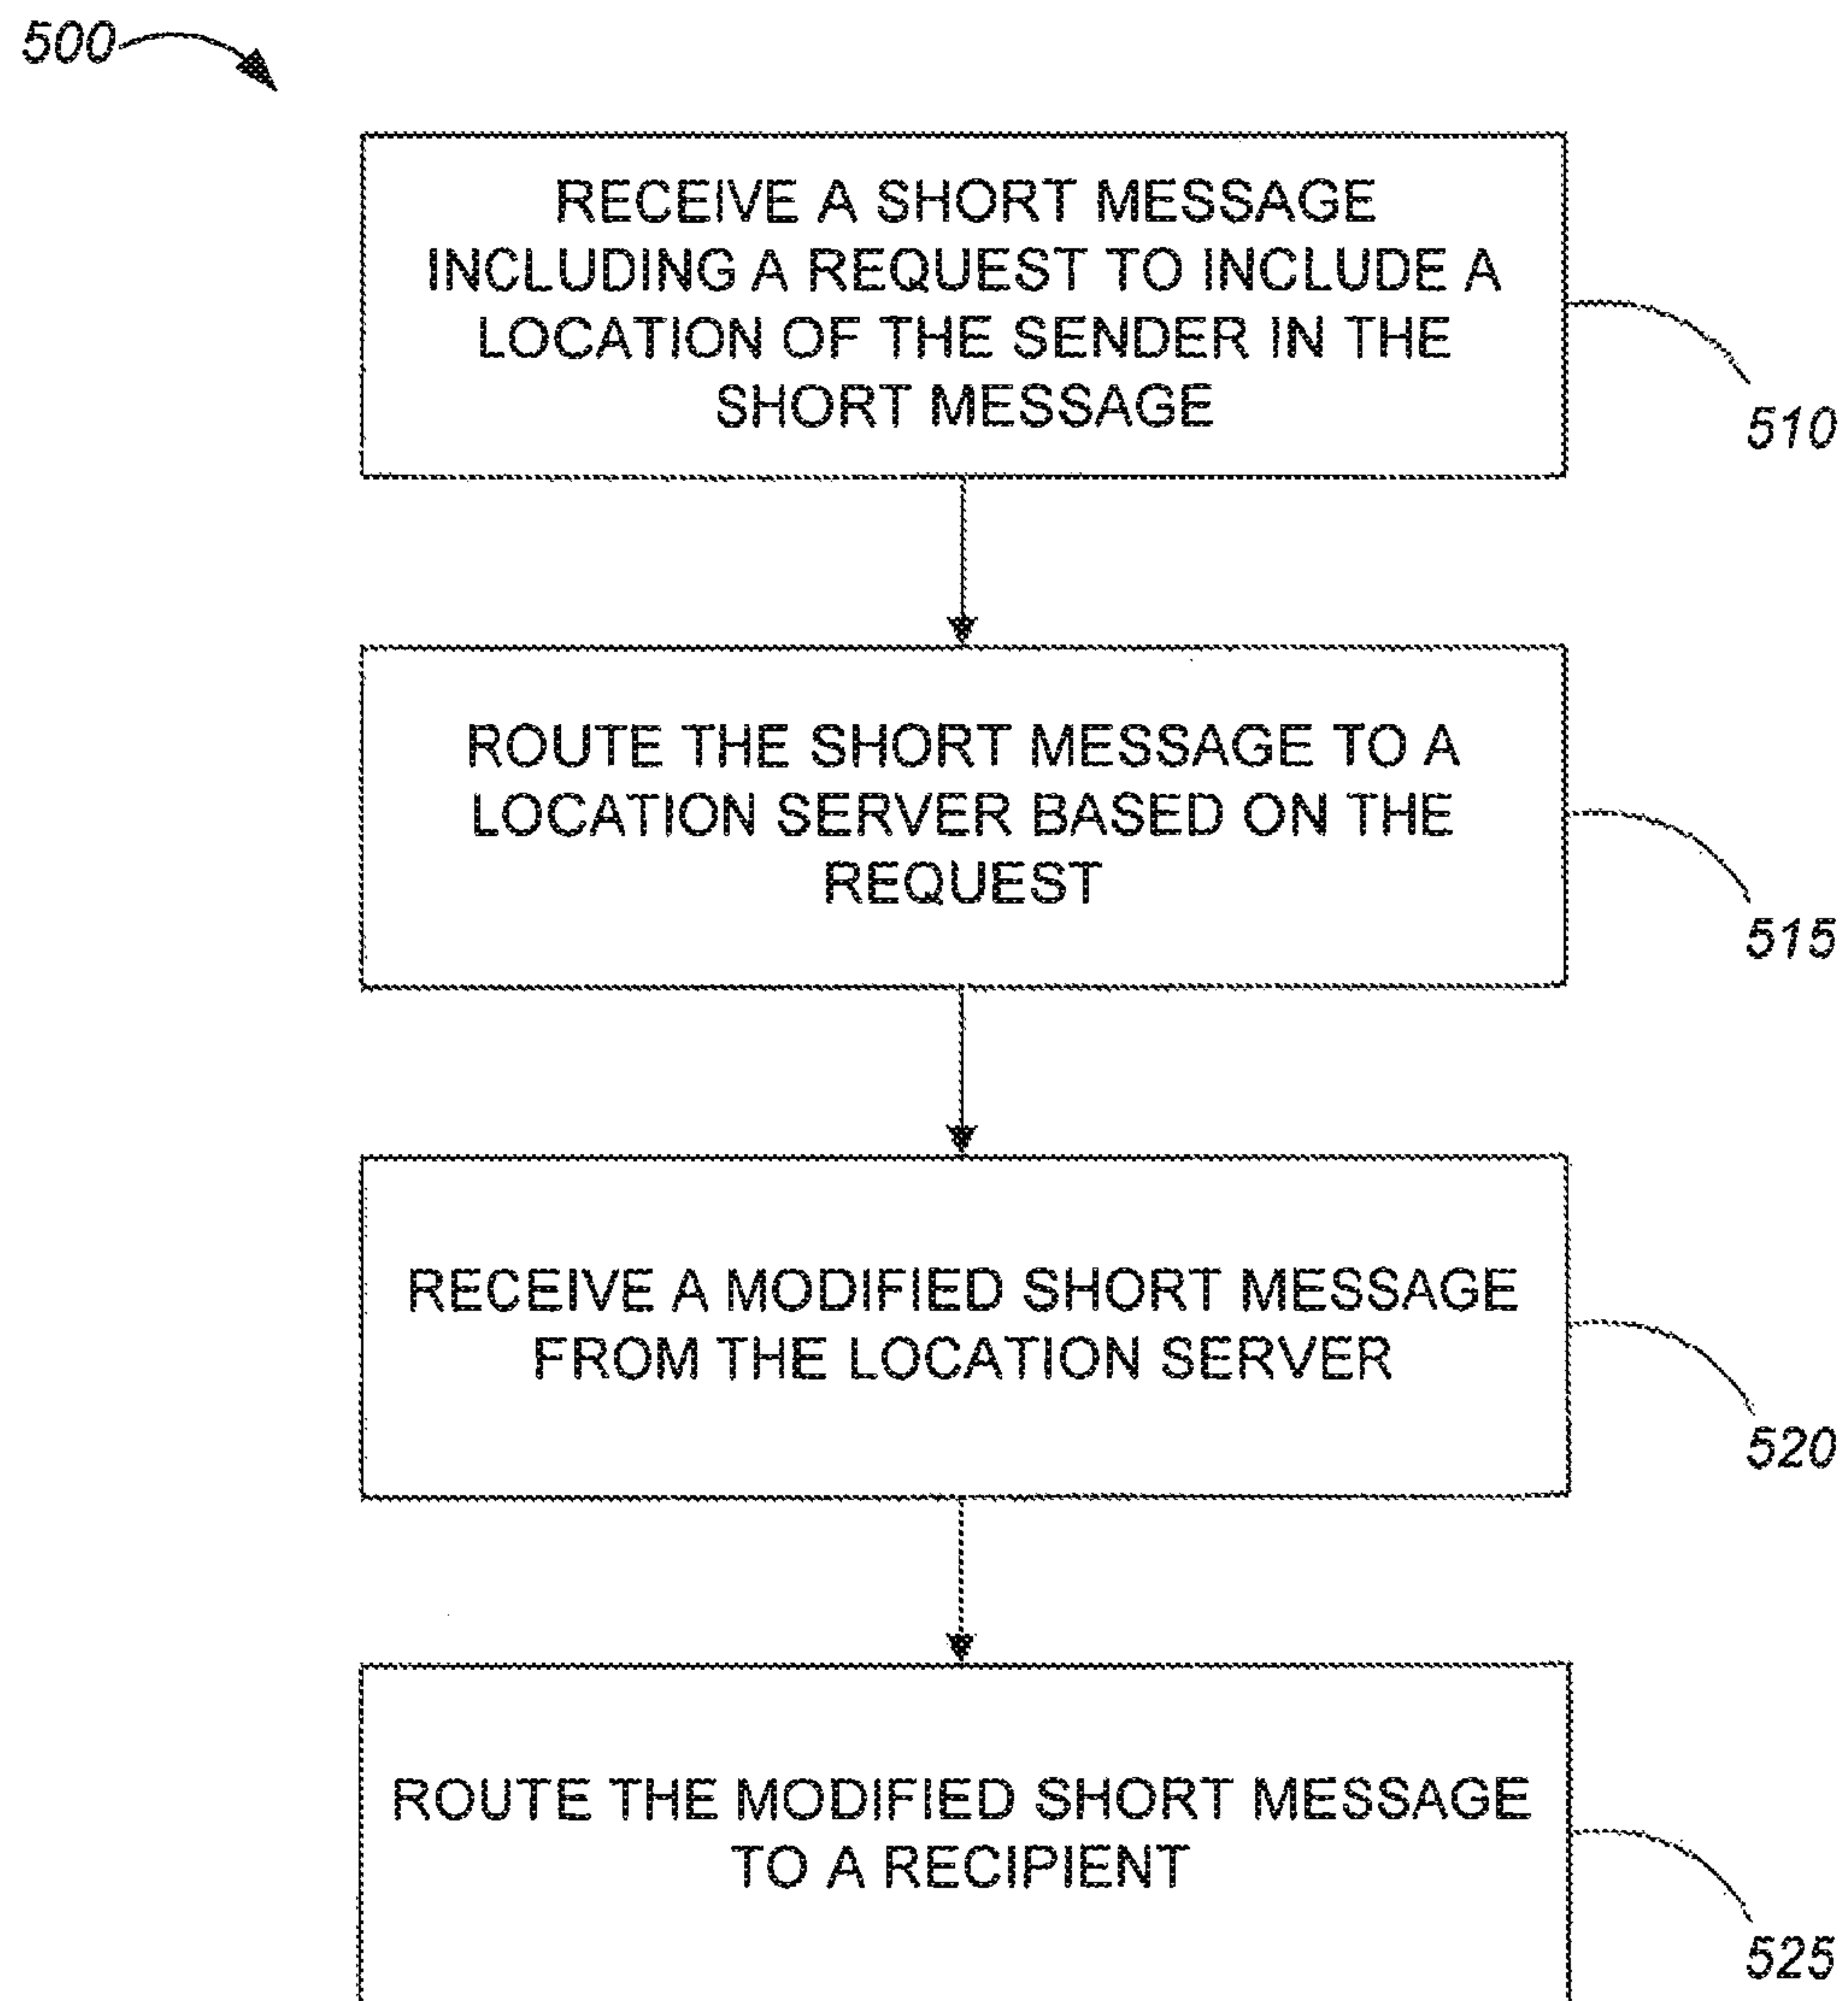 500
RECEIVE A SHORT MESSAGE
INCLUDING A REQUEST TO INCLUDE A
LOCATION OF THE SENDER IN THE
SHORT MESSAGE
510
ROUTE THE SHORT MESSAGE TO A
LOCATION SERVER BASED ON THE
REQUEST
515
RECEIVE A MODIFIED SHORT MESSAGE
FROM THE LOCATION SERVER
520
ROUTE THE MODIFIED SHORT MESSAGE
TO A RECIPIENT
525